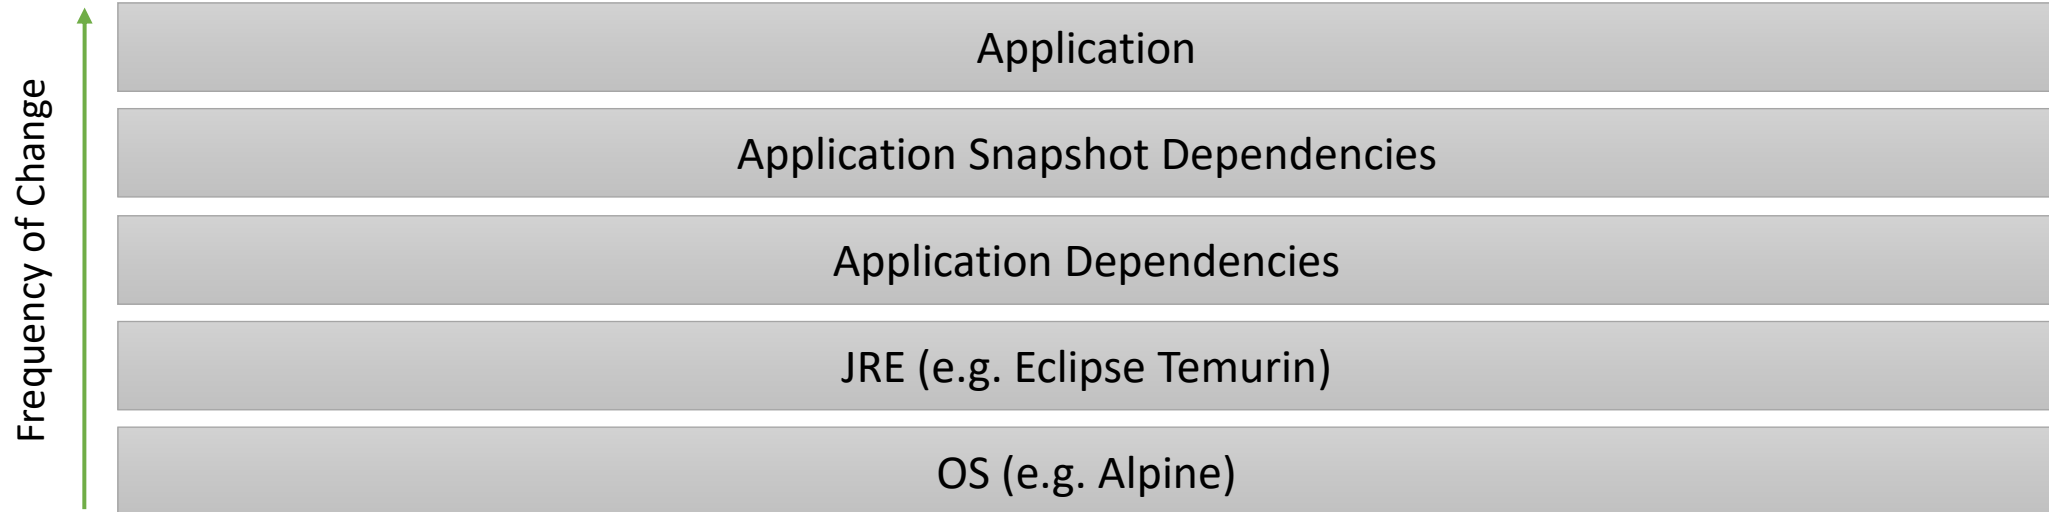 Frequency of Change
Application
Application Snapshot Dependencies
Application Dependencies
JRE (e.g. Eclipse Temurin)
OS (e.g. Alpine)